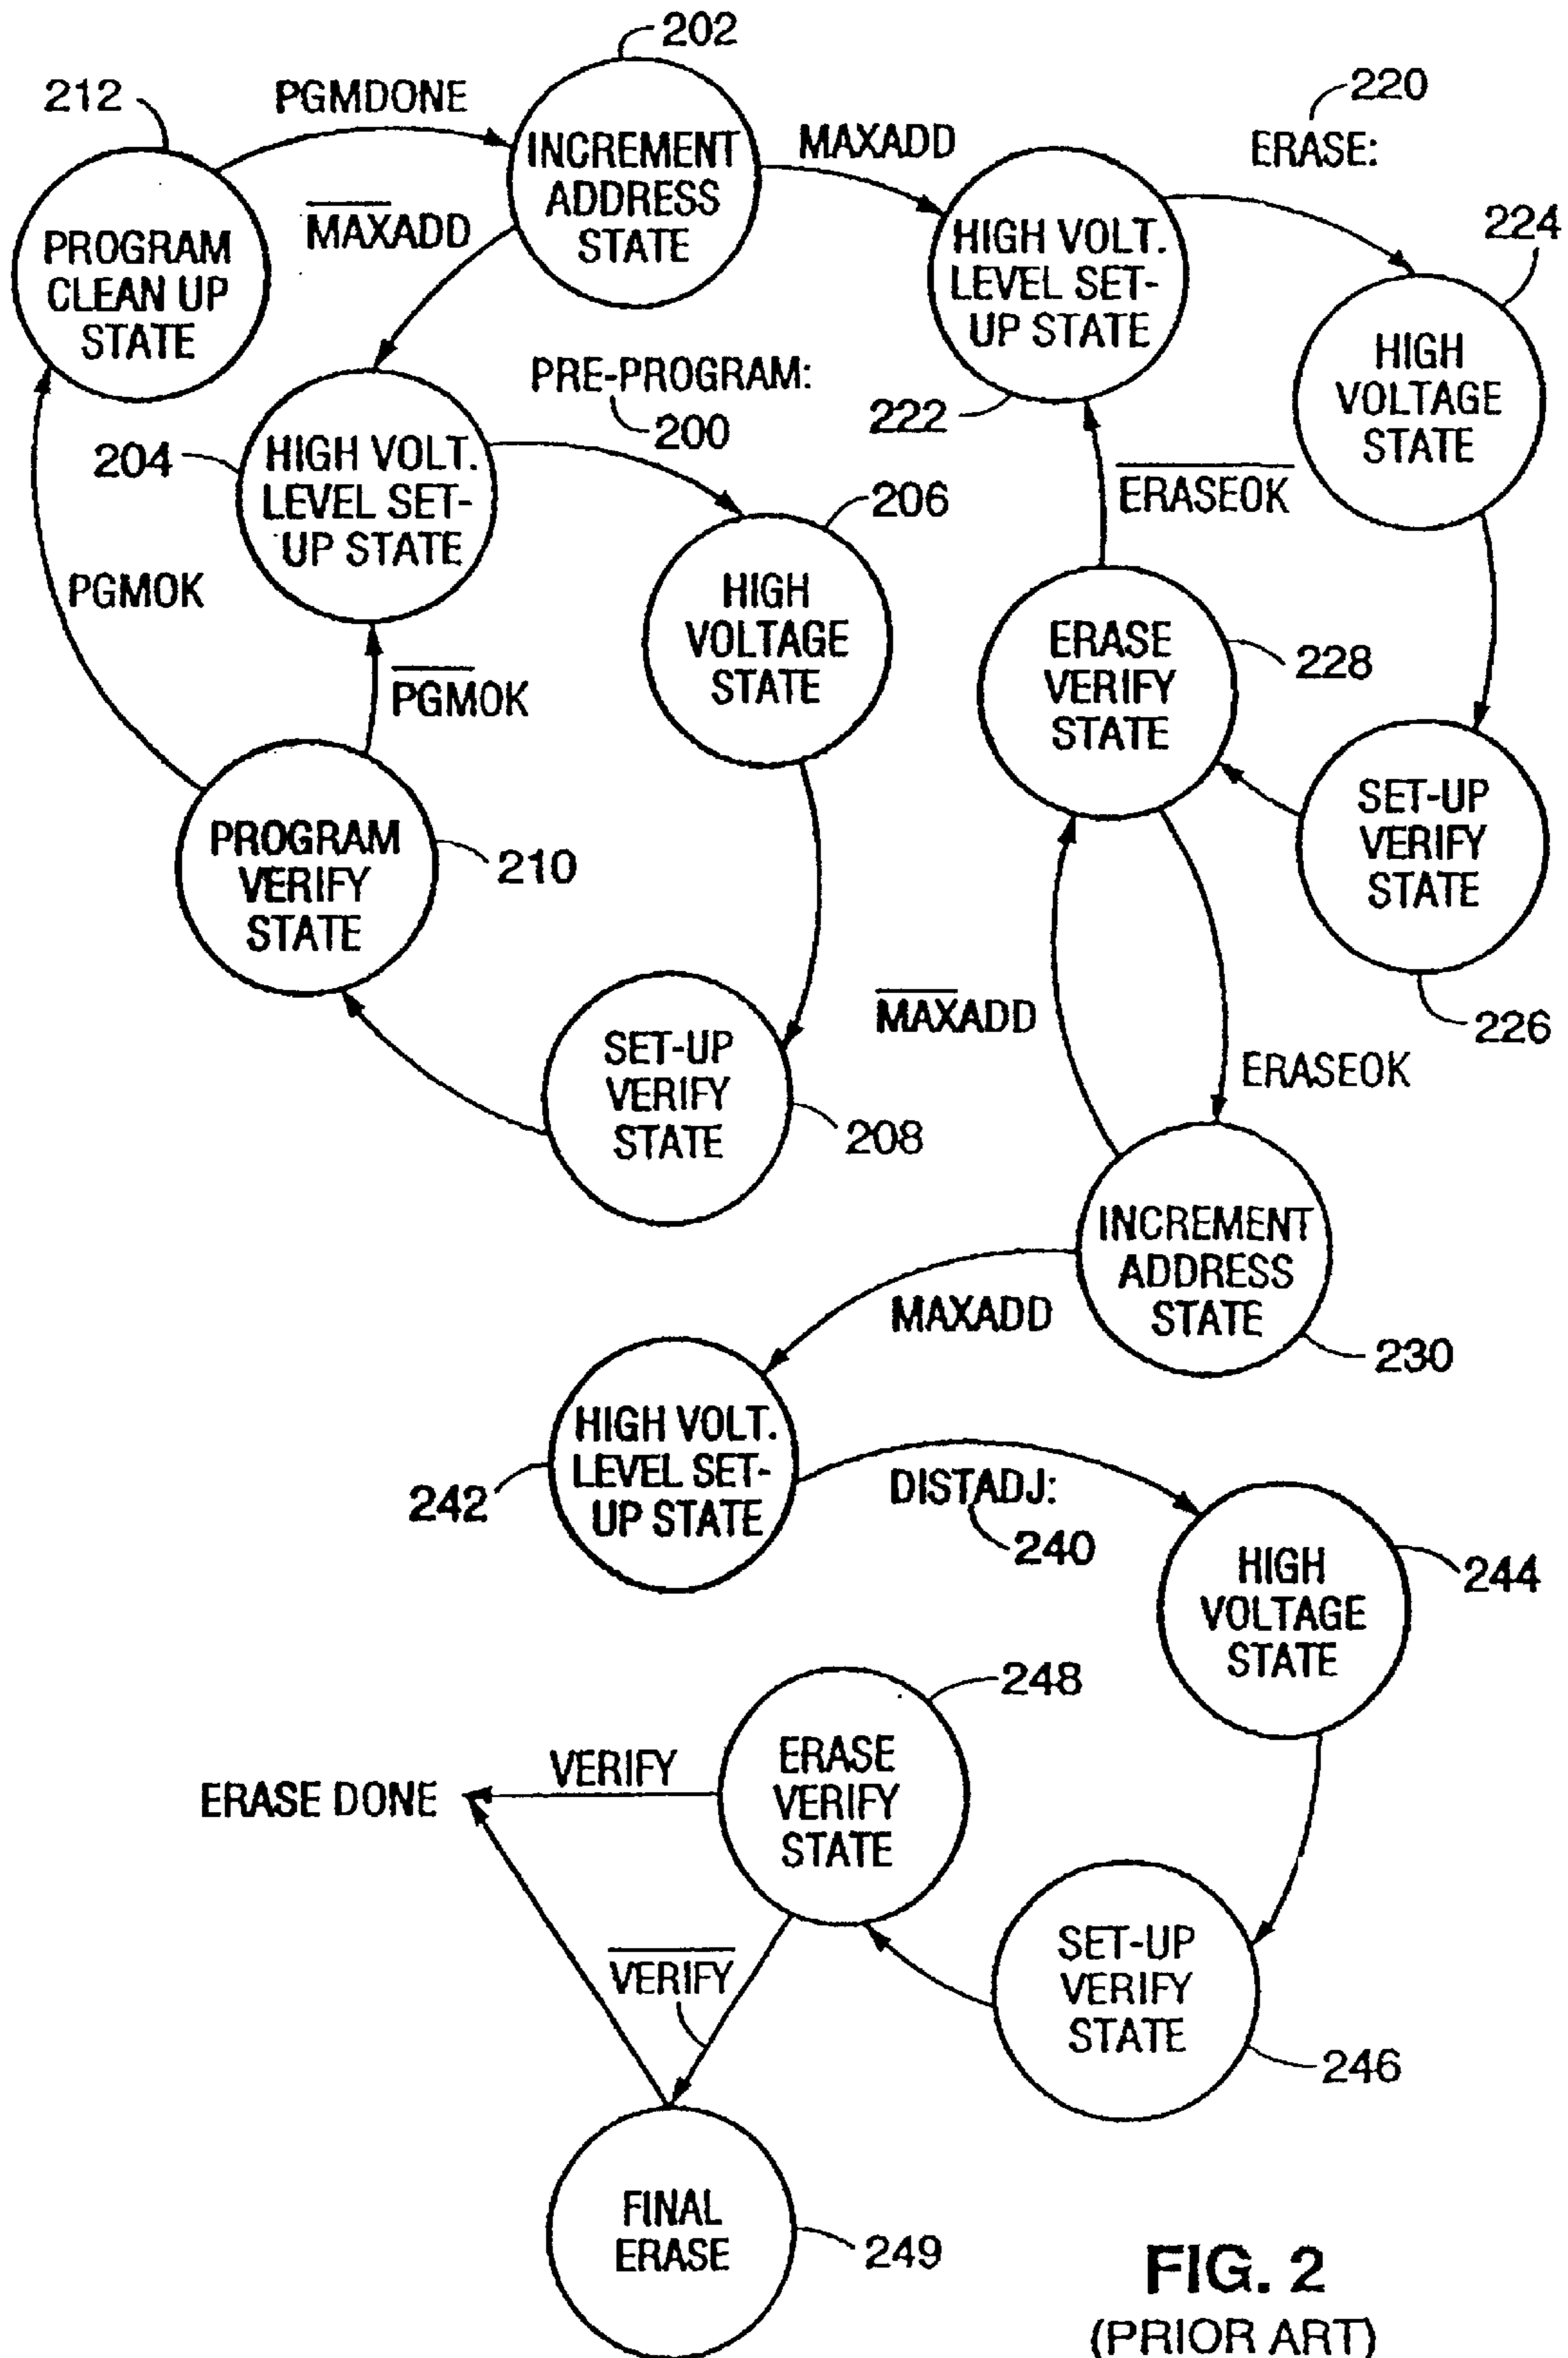 202
212
PGMDONE
220
ERASE:
INCREMENT
ADDRESS
STATE
MAXADD
MAXADD
PROGRAM
CLEAN UP
STATE
HIGH VOLT.
LEVEL SET-
UP STATE
224
HIGH
VOLTAGE
STATE
PRE-PROGRAM:
200
222
204
HIGH VOLT.
LEVEL SET-
UP STATE
206
ERASEOK
PGMOK
HIGH
VOLTAGE
STATE
ERASE
VERIFY
STATE
228
PGMOK
SET-UP
VERIFY
STATE
PROGRAM
VERIFY
STATE
210
MAXADD
226
SET-UP
VERIFY
STATE
208
ERASEOK
INCREMENT
ADDRESS
STATE
MAXADD
230
HIGH VOLT.
LEVEL SET-
UP STATE
242
DISTADJ:
240
HIGH
VOLTAGE
STATE
244
248
ERASE
VERIFY
STATE
VERIFY
ERASE DONE
VERIFY
SET-UP
VERIFY
STATE
246
FINAL
ERASE
249
FIG. 2
(PRIOR ART)